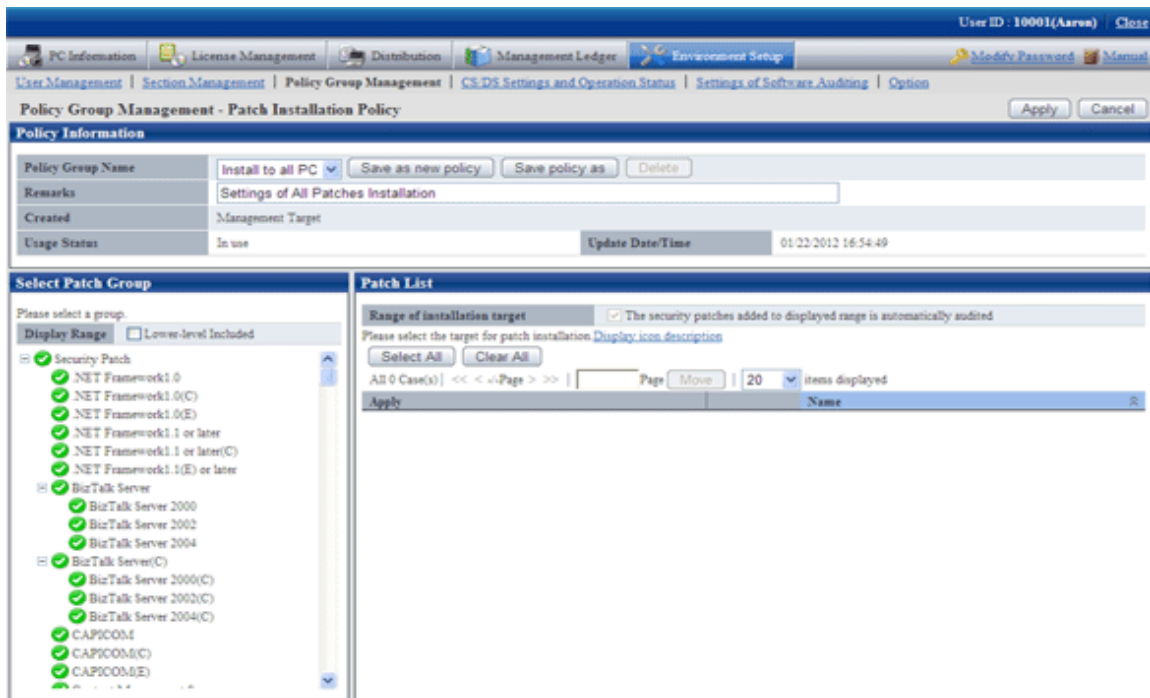 User ID : 10001(Aaron) | Close
PC Information License Management Distribution Management Ledger Environment Setup Modify Password Manual
User Management | Section Management | Policy Group Management | CS/DS Settings and Operation Status | Settings of Software Auditing | Option
Policy Group Management - Patch Installation Policy Apply Cancel
Policy Information
Policy Group Name Install to all PC Save as new policy Save policy as Delete
Remarks Settings of All Patches Installation
Created Management Target
Usage Status In use Update Date/Time 01/22/2012 16:54:49
Select Patch Group
Please select a group.
Display Range Lower-level Included
Security Patch
.NET Framework1.0
.NET Framework1.0(C)
.NET Framework1.0(E)
.NET Framework1.1 or later
.NET Framework1.1 or later(C)
.NET Framework1.1(E) or later
BizTalk Server
BizTalk Server 2000
BizTalk Server 2002
BizTalk Server 2004
BizTalk Server(C)
BizTalk Server 2000(C)
BizTalk Server 2002(C)
BizTalk Server 2004(C)
CAPICOM
CAPICOM(C)
CAPICOM(E)
Patch List
Range of installation target The security patches added to displayed range is automatically audited
Please select the target for patch installation.Display icon description
Select All Clear All
All 0 Case(s) | << < -/-Page > >> | Page Move | 20 items displayed
Apply Name